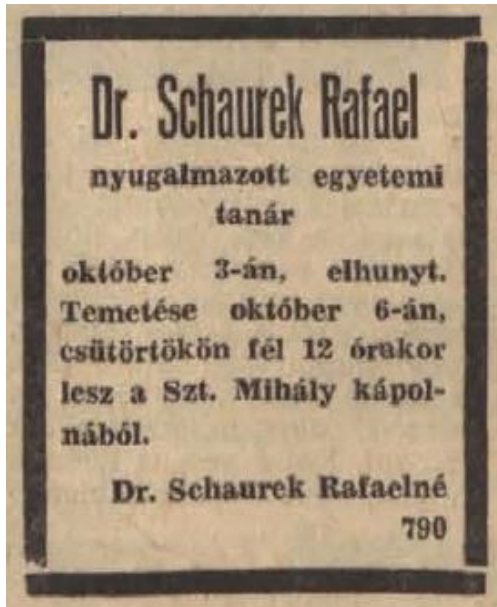 Dr. Schaurek Rafael
nyugalmazott egyetemi
tanár
október 3-án, elhunyt.
Temetése október 6-án,
csütörtökön fél 12 órakor
lesz a Szt. Mihály kápol-
nából.
Dr. Schaurek Rafaelné
790